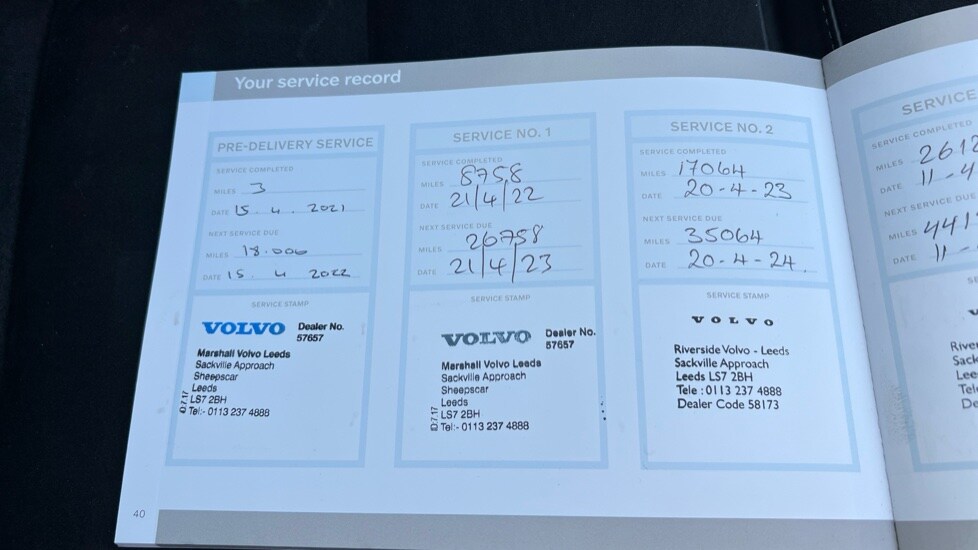 Your service record
PRE-DELIVERY SERVICE
SERVICE COMPLETED
MILES 3
DATE 15. 4. 2021
NEXT SERVICE DUE
MILES 18.000
DATE 15. 4 2022
SERVICE STAMP
VOLVO Dealer No.
57657
Marshall Volvo Leeds
Sackville Approach
Sheepscar
Leeds
LS7 2BH
Tel:- 0113 237 4888
SERVICE NO. 1
SERVICE COMPLETED
MILES 8758
DATE 21/4/22
NEXT SERVICE DUE
MILES 26758
DATE 21/4/23
SERVICE STAMP
VOLVO Dealer No.
57657
Marshall Volvo Leeds
Sackville Approach
Sheepscar
Leeds
LS7 2BH
Tel:- 0113 237 4888
SERVICE NO. 2
SERVICE COMPLETED
MILES 17064
DATE 20-4-23
NEXT SERVICE DUE
MILES 35064
DATE 20-4-24.
SERVICE STAMP
VOLVO
Riverside Volvo - Leeds
Sackville Approach
Leeds LS7 2BH
Tele : 0113 237 4888
Dealer Code 58173
SERVICE
SERVICE COMPLETED
MILES 2612
DATE 11-4
NEXT SERVICE DUE
MILES 441
DATE 11-
40